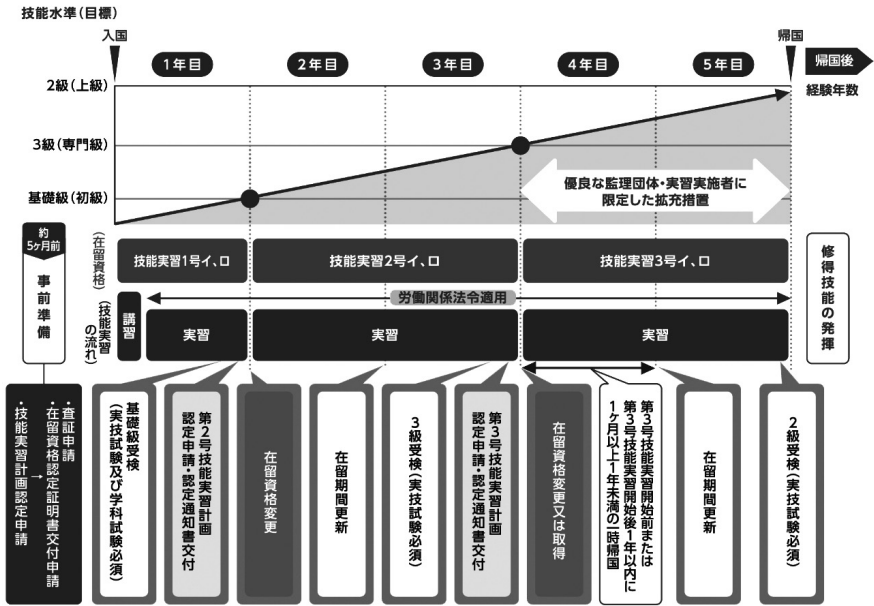 技能水準(目標)
入国
帰国
1年目
2年目
3年目
4年目
5年目
帰国後
経験年数
2級(上級)
3級(専門級)
基礎級(初級)
優良な監理団体・実習実施者に
限定した拡充措置
約
5ヶ月前
事前準備
(在留資格)
技能実習1号イ、ロ
技能実習2号イ、ロ
技能実習3号イ、ロ
修得技能の発揮
労働関係法令適用
(技能実習
の流れ)
講習
実習
実習
実習
・査証申請
・在留資格認定証明書交付申請
↑
・技能実習計画認定申請
基礎級受検
(実技試験及び学科試験必須)
第2号技能実習計画
認定申請・認定通知書交付
在留資格変更
在留期間更新
3級受検(実技試験必須)
第3号技能実習計画
認定申請・認定通知書交付
在留資格変更又は取得
第3号技能実習開始前または
第3号技能実習開始後1年以内に
1ヶ月以上1年未満の一時帰国
在留期間更新
2級受検(実技試験必須)